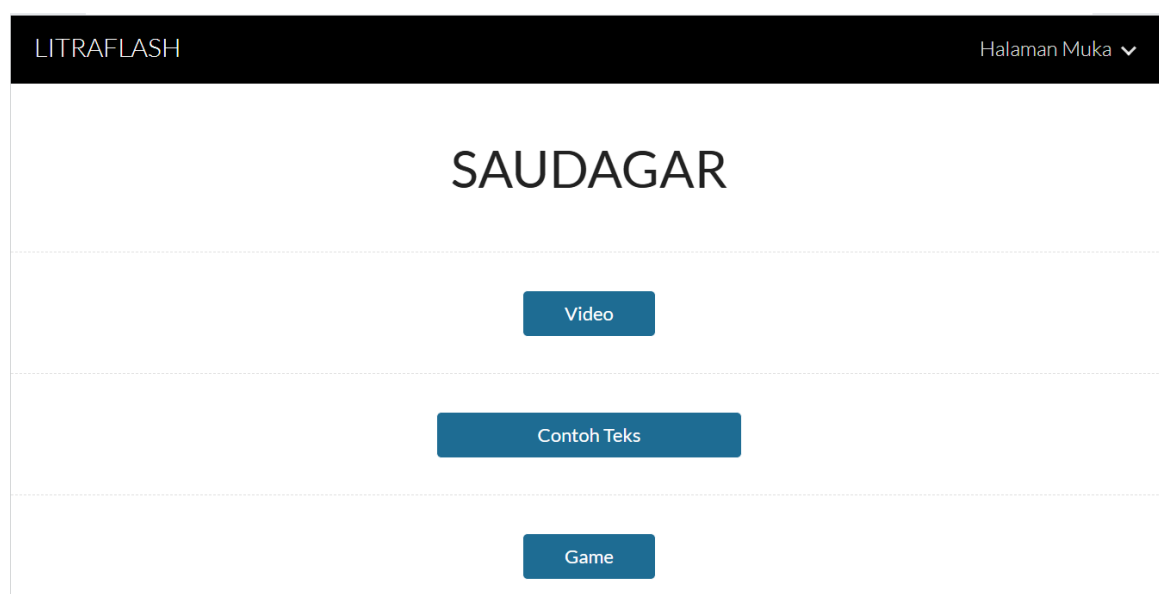 LITRAFLASH
Halaman Muka
SAUDAGAR
Video
Contoh Teks
Game